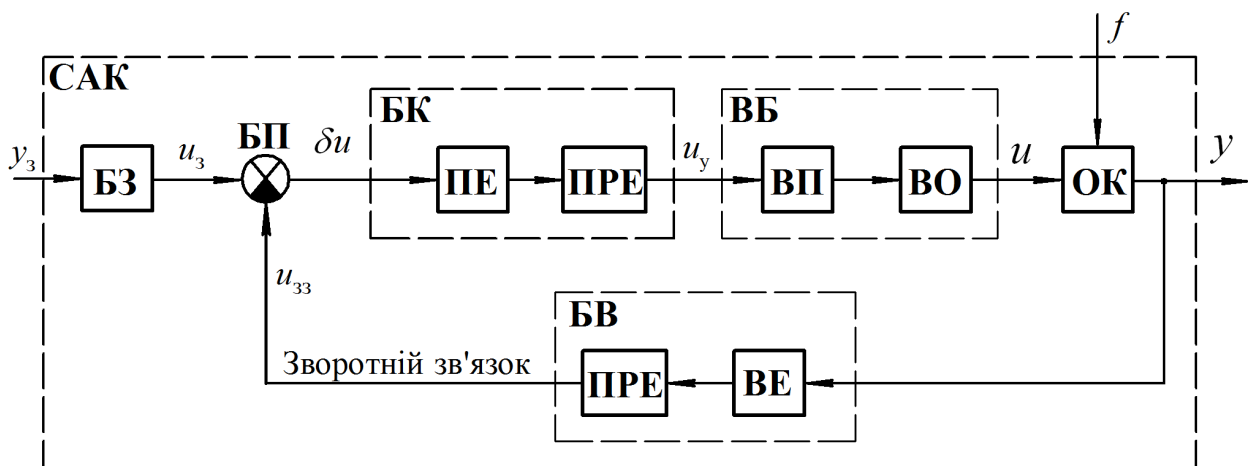 f
САК
БК
ВБ
БП
yз
uз
δu
uу
u
y
БЗ
ПЕ
ПРЕ
ВП
ВО
ОК
uзз
БВ
Зворотній зв'язок
ПРЕ
ВЕ